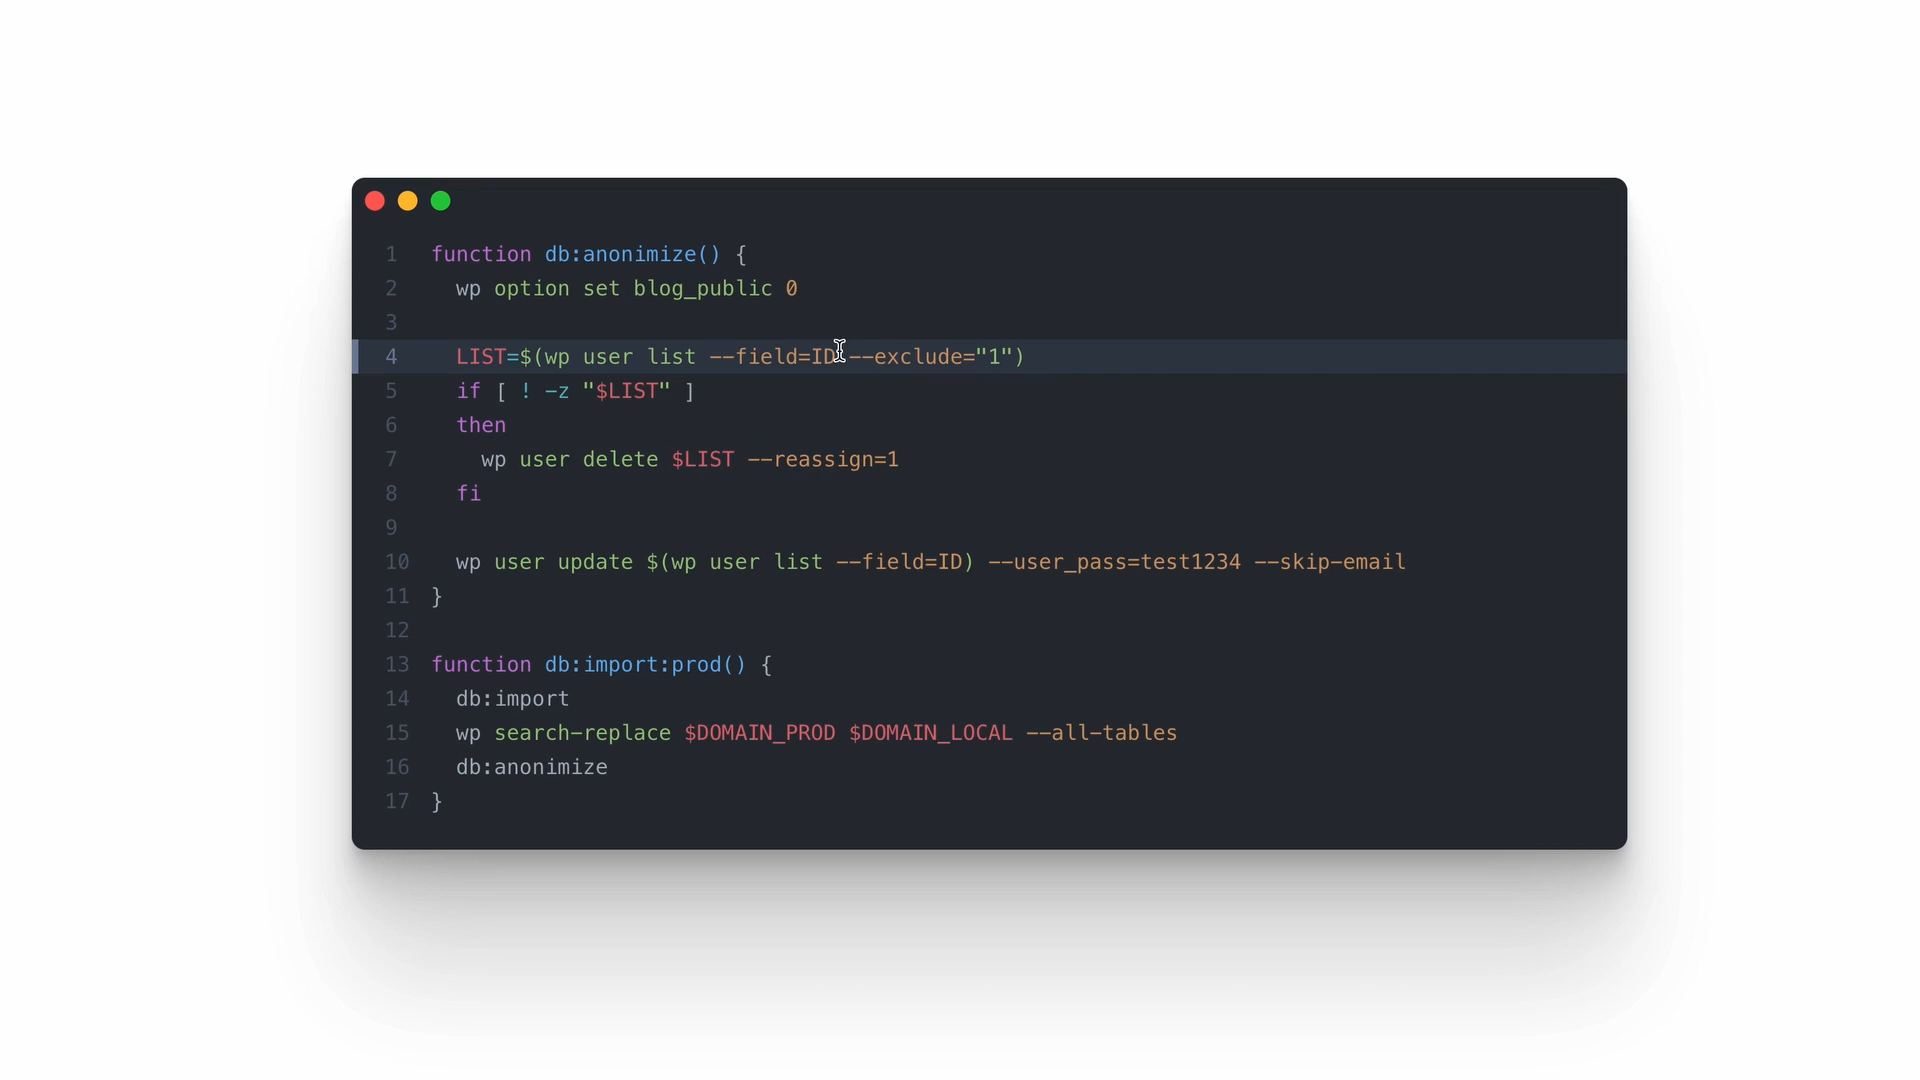 1 function db:anonimize() {
2 wp option set blog_public 0
3
4 LIST=$(wp user list --field=ID --exclude="1")
5 if [ ! -z "$LIST" ]
6 then
7 wp user delete $LIST --reassign=1
8 fi
9
10 wp user update $(wp user list --field=ID) --user_pass=test1234 --skip-email
11 }
12
13 function db:import:prod() {
14 db:import
15 wp search-replace $DOMAIN_PROD $DOMAIN_LOCAL --all-tables
16 db:anonimize
17 }